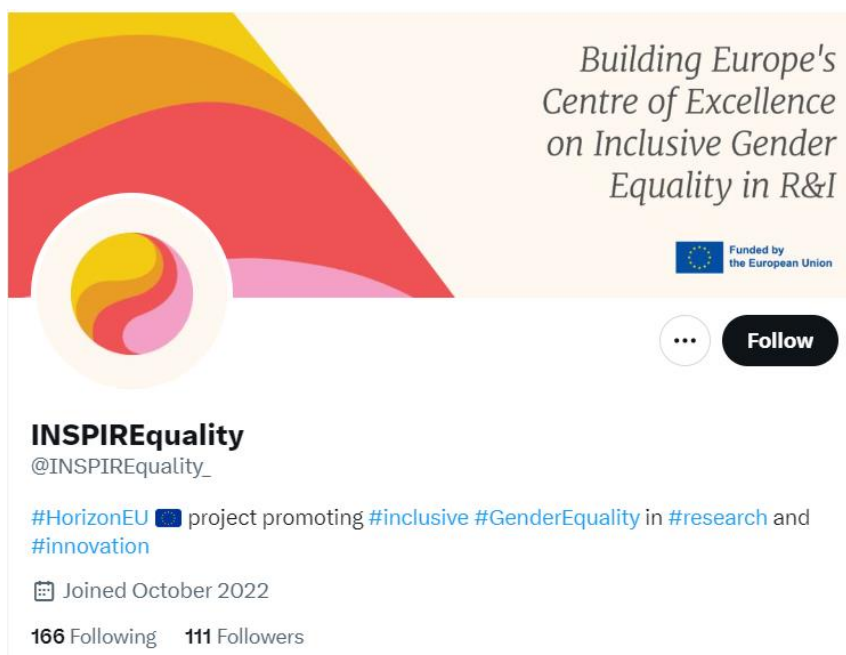 Building Europe's
Centre of Excellence
on Inclusive Gender
Equality in R&I
Funded by
the European Union
Follow
INSPIREquality
@INSPIREquality_
#HorizonEU 🇪🇺 project promoting #inclusive #GenderEquality in #research and
#innovation
Joined October 2022
166 Following 111 Followers